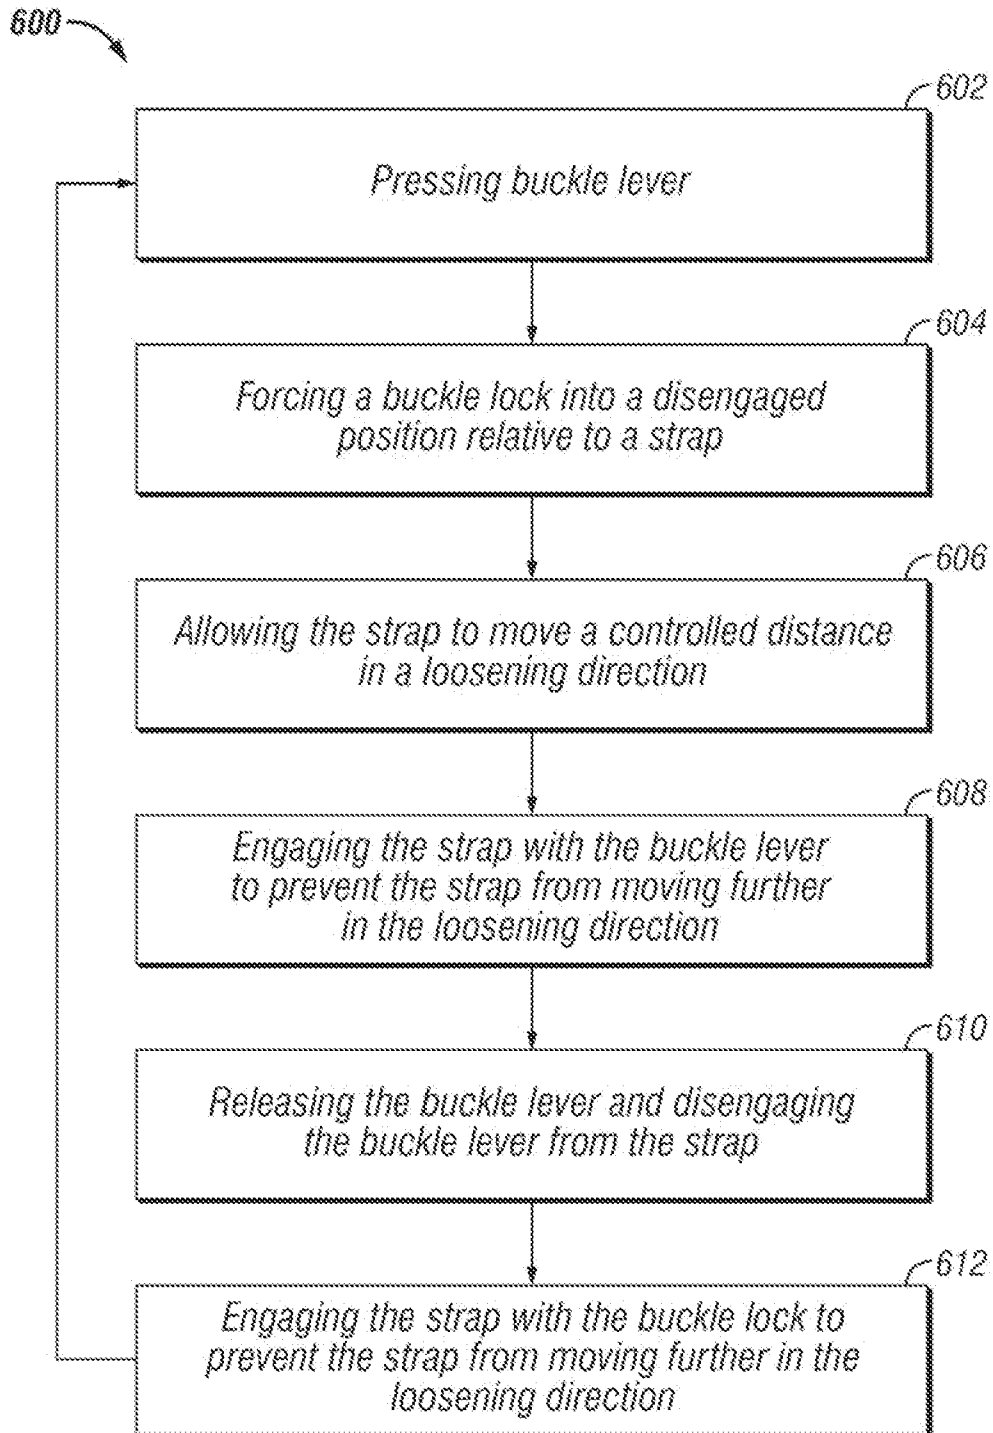 600
602
Pressing buckle lever
604
Forcing a buckle lock into a disengaged
position relative to a strap
606
Allowing the strap to move a controlled distance
in a loosening direction
608
Engaging the strap with the buckle lever
to prevent the strap from moving further
in the loosening direction
610
Releasing the buckle lever and disengaging
the buckle lever from the strap
612
Engaging the strap with the buckle lock to
prevent the strap from moving further in the
loosening direction